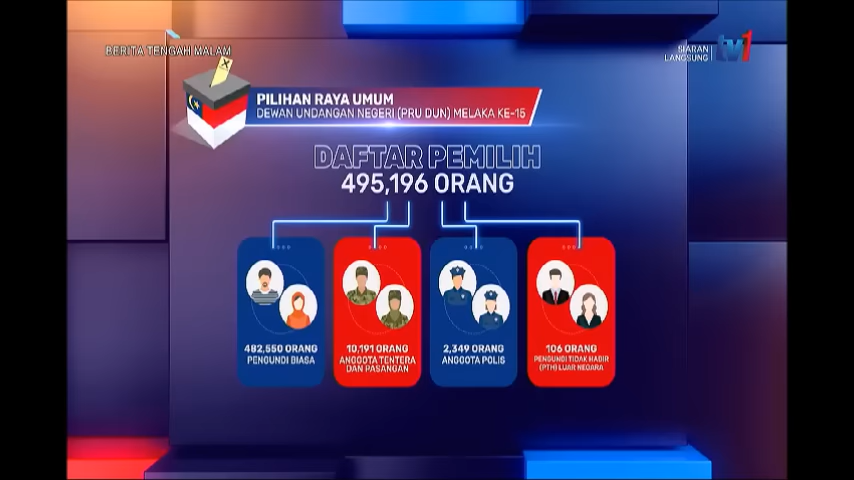 BERITA TENGAH MALAM
SIARAN
LANGSUNG
tv1
PILIHAN RAYA UMUM
DEWAN UNDANGAN NEGERI (PRU DUN) MELAKA KE-15
DAFTAR PEMILIH
495,196 ORANG
482,550 ORANG
PENGUNDI BIASA
10,191 ORANG
ANGGOTA TENTERA
DAN PASANGAN
2,349 ORANG
ANGGOTA POLIS
106 ORANG
PENGUNDI TIDAK HADIR
(PTH) LUAR NEGARA